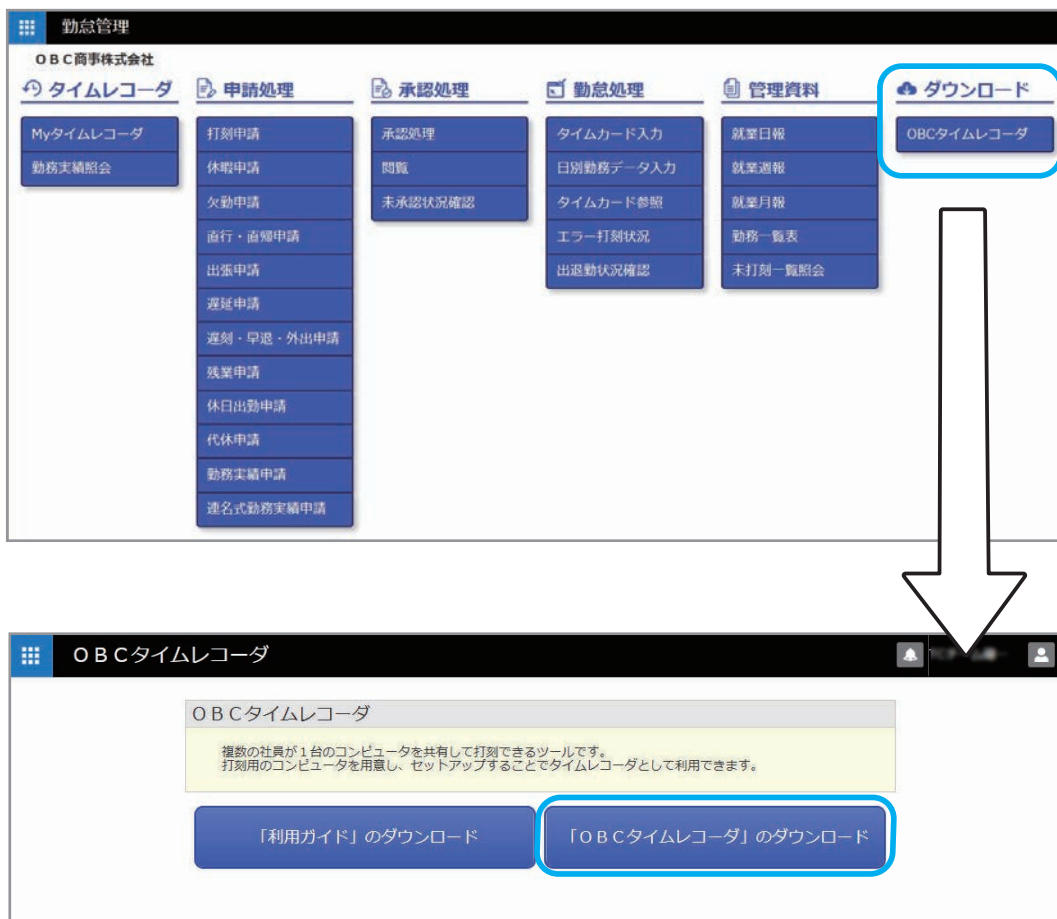 勤怠管理
OBC商事株式会社
タイムレコーダ
Myタイムレコーダ
勤務実績照会
申請処理
打刻申請
休暇申請
欠勤申請
直行・直帰申請
出張申請
遅延申請
遅刻・早退・外出申請
残業申請
休日出勤申請
代休申請
勤務実績申請
連名式勤務実績申請
承認処理
承認処理
閲覧
未承認状況確認
勤怠処理
タイムカード入力
日別勤務データ入力
タイムカード参照
エラー打刻状況
出退勤状況確認
管理資料
就業日報
就業週報
就業月報
勤務一覧表
未打刻一覧照会
ダウンロード
OBCタイムレコーダ
OBCタイムレコーダ
OBCタイムレコーダ
複数の社員が1台のコンピュータを共有して打刻できるツールです。
打刻用のコンピュータを用意し、セットアップすることでタイムレコーダとして利用できます。
「利用ガイド」のダウンロード
「OBCタイムレコーダ」のダウンロード